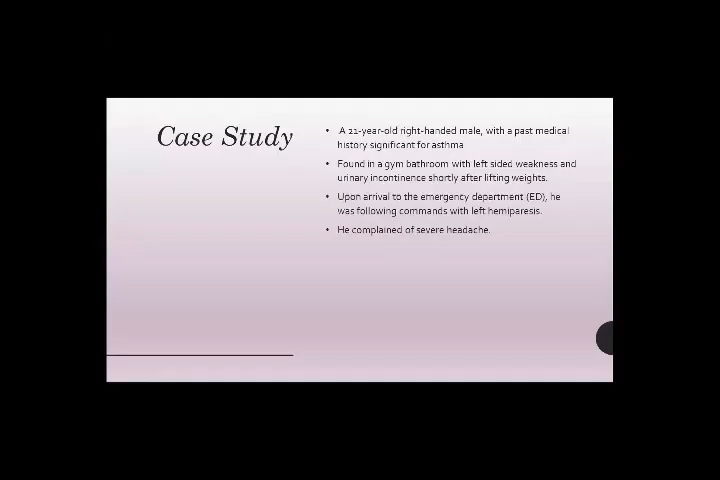 Case Study
• A 21-year-old right-handed male, with a past medical
history significant for asthma
• Found in a gym bathroom with left sided weakness and
urinary incontinence shortly after lifting weights.
• Upon arrival to the emergency department (ED), he
was following commands with left hemiparesis.
• He complained of severe headache.